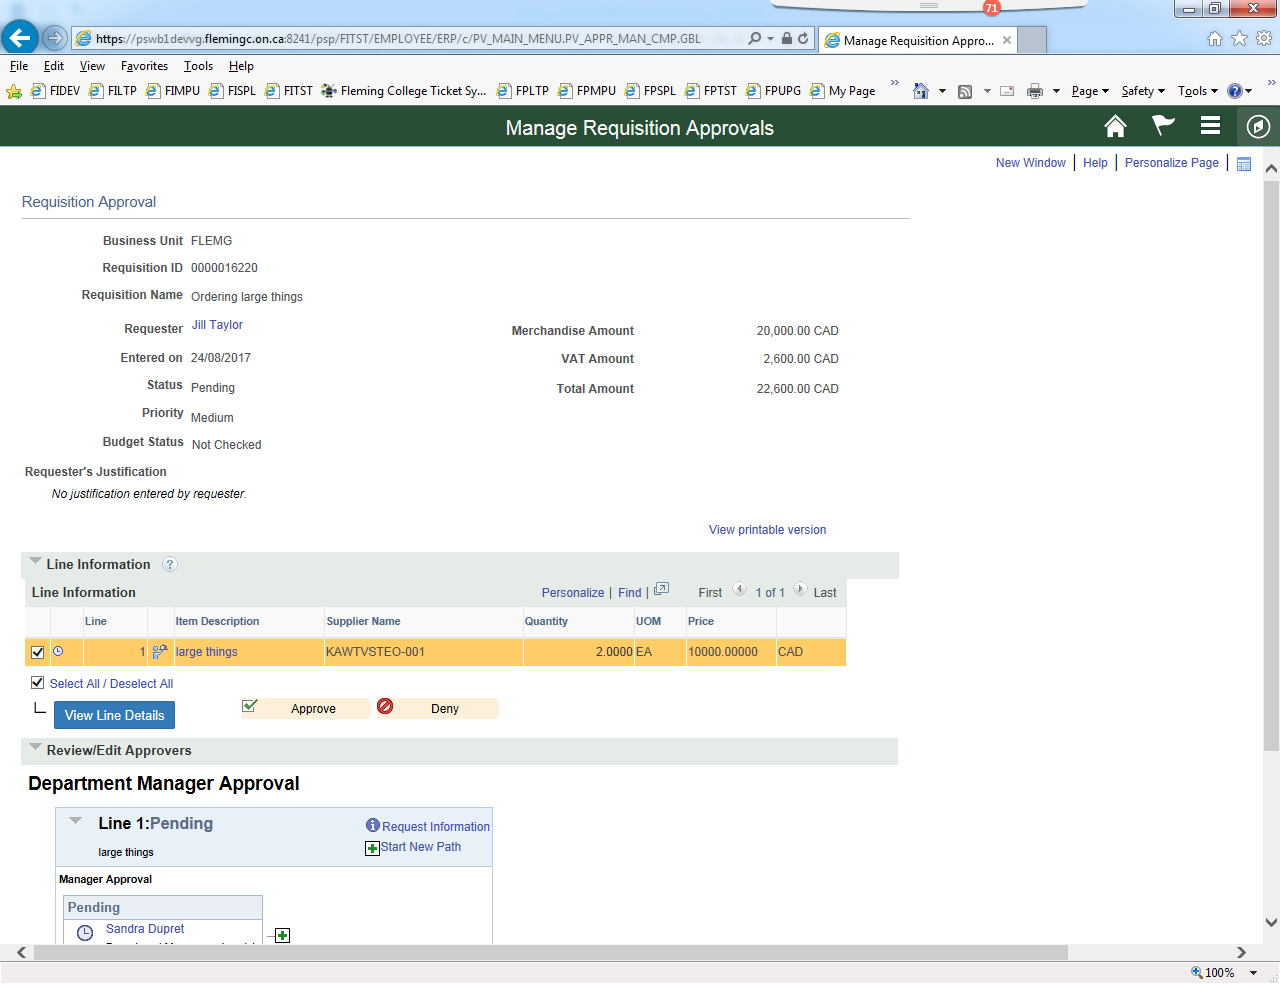 71
https://pswb1devvg.flemingc.on.ca:8241/psp/FITST/EMPLOYEE/ERP/c/PV_MAIN_MENU.PV_APPR_MAN_CMP.GBL
Manage Requisition Appro...
File Edit View Favorites Tools Help
FIDEV FILTP FIMPU FISPL FITST Fleming College Ticket Sy... FPLTP FPMPU FPSPL FPTST FPUPG My Page » Page Safety Tools »
Manage Requisition Approvals
New Window | Help | Personalize Page |
Requisition Approval
Business Unit FLEMG
Requisition ID 0000016220
Requisition Name Ordering large things
Requester Jill Taylor
Merchandise Amount 20,000.00 CAD
Entered on 24/08/2017
VAT Amount 2,600.00 CAD
Status Pending
Total Amount 22,600.00 CAD
Priority Medium
Budget Status Not Checked
Requester's Justification
No justification entered by requester.
View printable version
Line Information ?
Line Information Personalize | Find | First 1 of 1 Last
Line Item Description Supplier Name Quantity UOM Price
1 large things KAWTVSTEO-001 2.0000 EA 10000.00000 CAD
Select All / Deselect All
View Line Details Approve Deny
Review/Edit Approvers
Department Manager Approval
Line 1:Pending Request Information
Start New Path
large things
Manager Approval
Pending
Sandra Dupret
100%